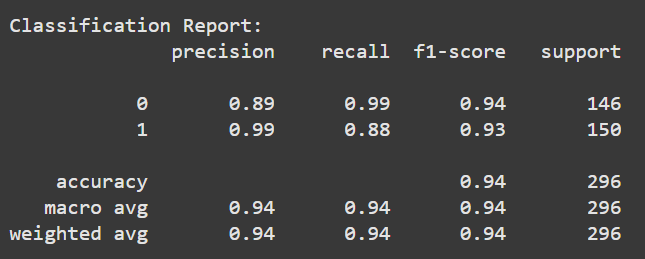 Classification Report:
precision recall f1-score support
0 0.89 0.99 0.94 146
1 0.99 0.88 0.93 150
accuracy 0.94 296
macro avg 0.94 0.94 0.94 296
weighted avg 0.94 0.94 0.94 296